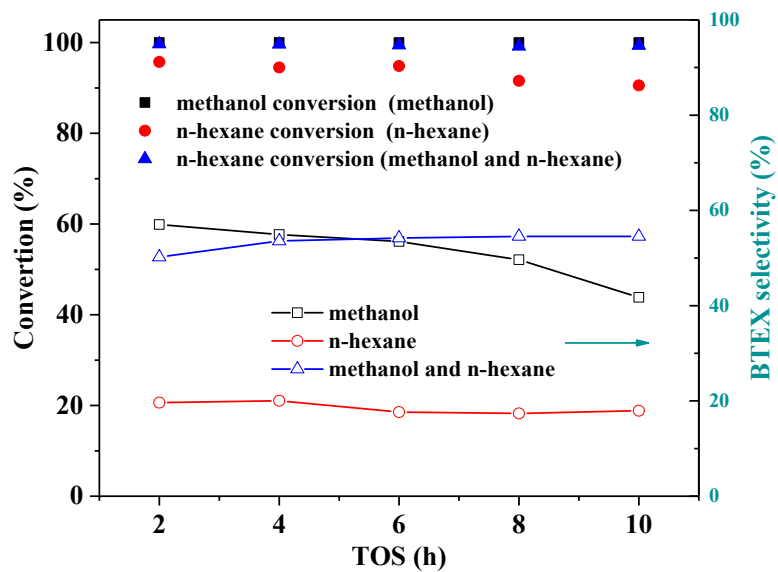 100
80
60
40
20
0
Convertion (%)
methanol conversion (methanol)
n-hexane conversion (n-hexane)
n-hexane conversion (methanol and n-hexane)
methanol
n-hexane
methanol and n-hexane
2
4
6
8
10
TOS (h)
100
80
60
40
20
0
BTEX selectivity (%)